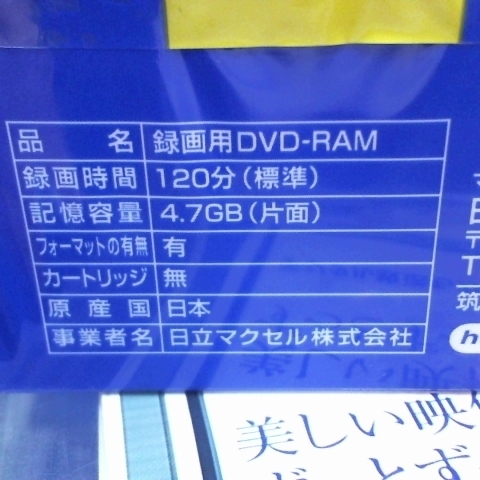 品名 録画用DVD-RAM
録画時間 120分(標準)
記憶容量 4.7GB(片面)
フォーマットの有無 有
カートリッジ 無
原産国 日本
事業者名 日立マクセル株式会社
美しい映